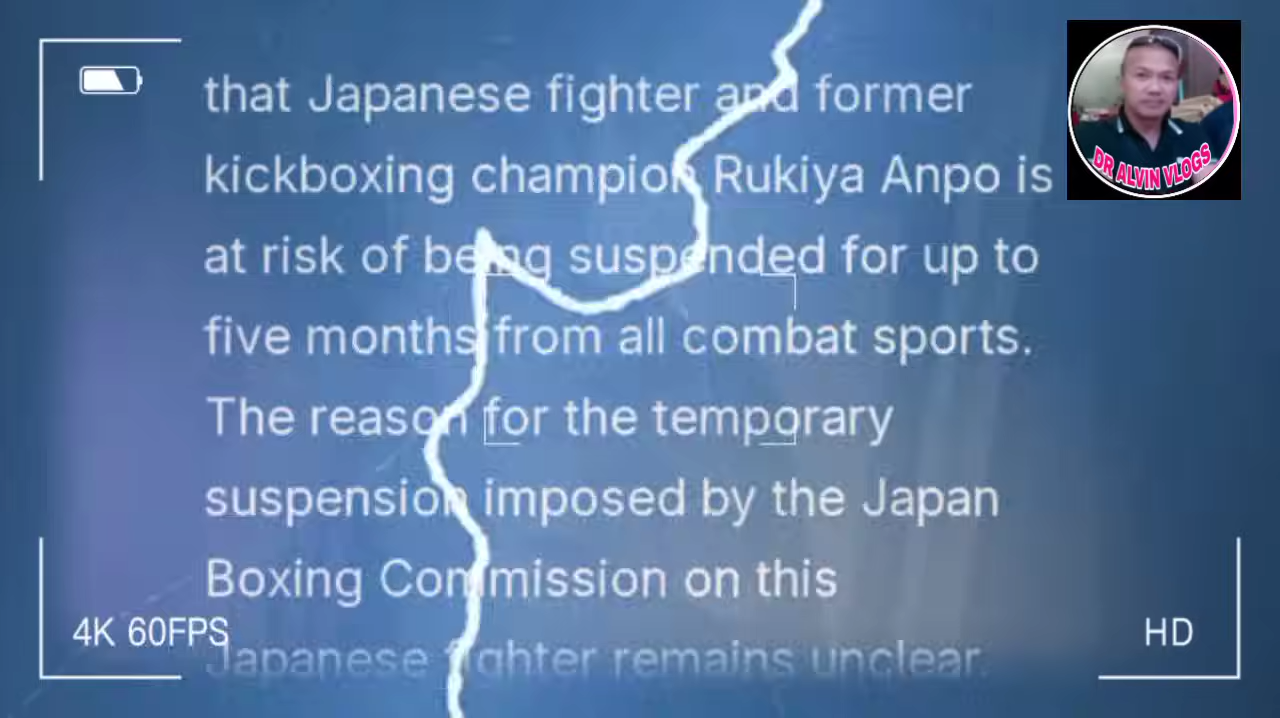 that Japanese fighter and former
kickboxing champion Rukiya Anpo is
at risk of being suspended for up to
five months from all combat sports.
The reason for the temporary
suspension imposed by the Japan
Boxing Commission on this
Japanese fighter remains unclear.
4K 60FPS
HD
DR ALVIN VLOGS